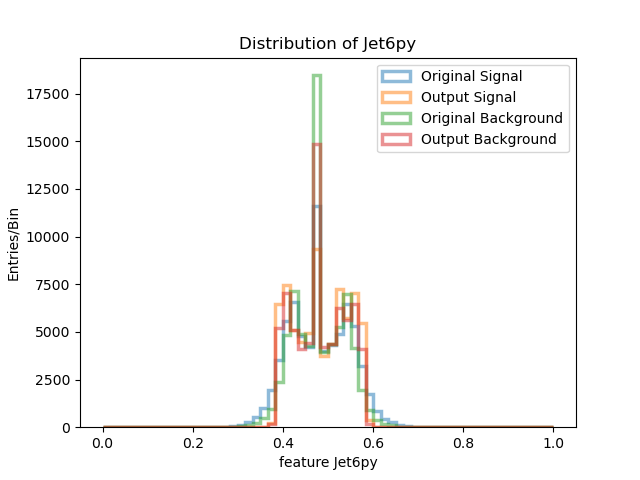 Distribution of Jet6py
Original Signal
Output Signal
Original Background
Output Background
17500
15000
12500
10000
7500
5000
2500
0
Entries/Bin
0.0 0.2 0.4 0.6 0.8 1.0
feature Jet6py